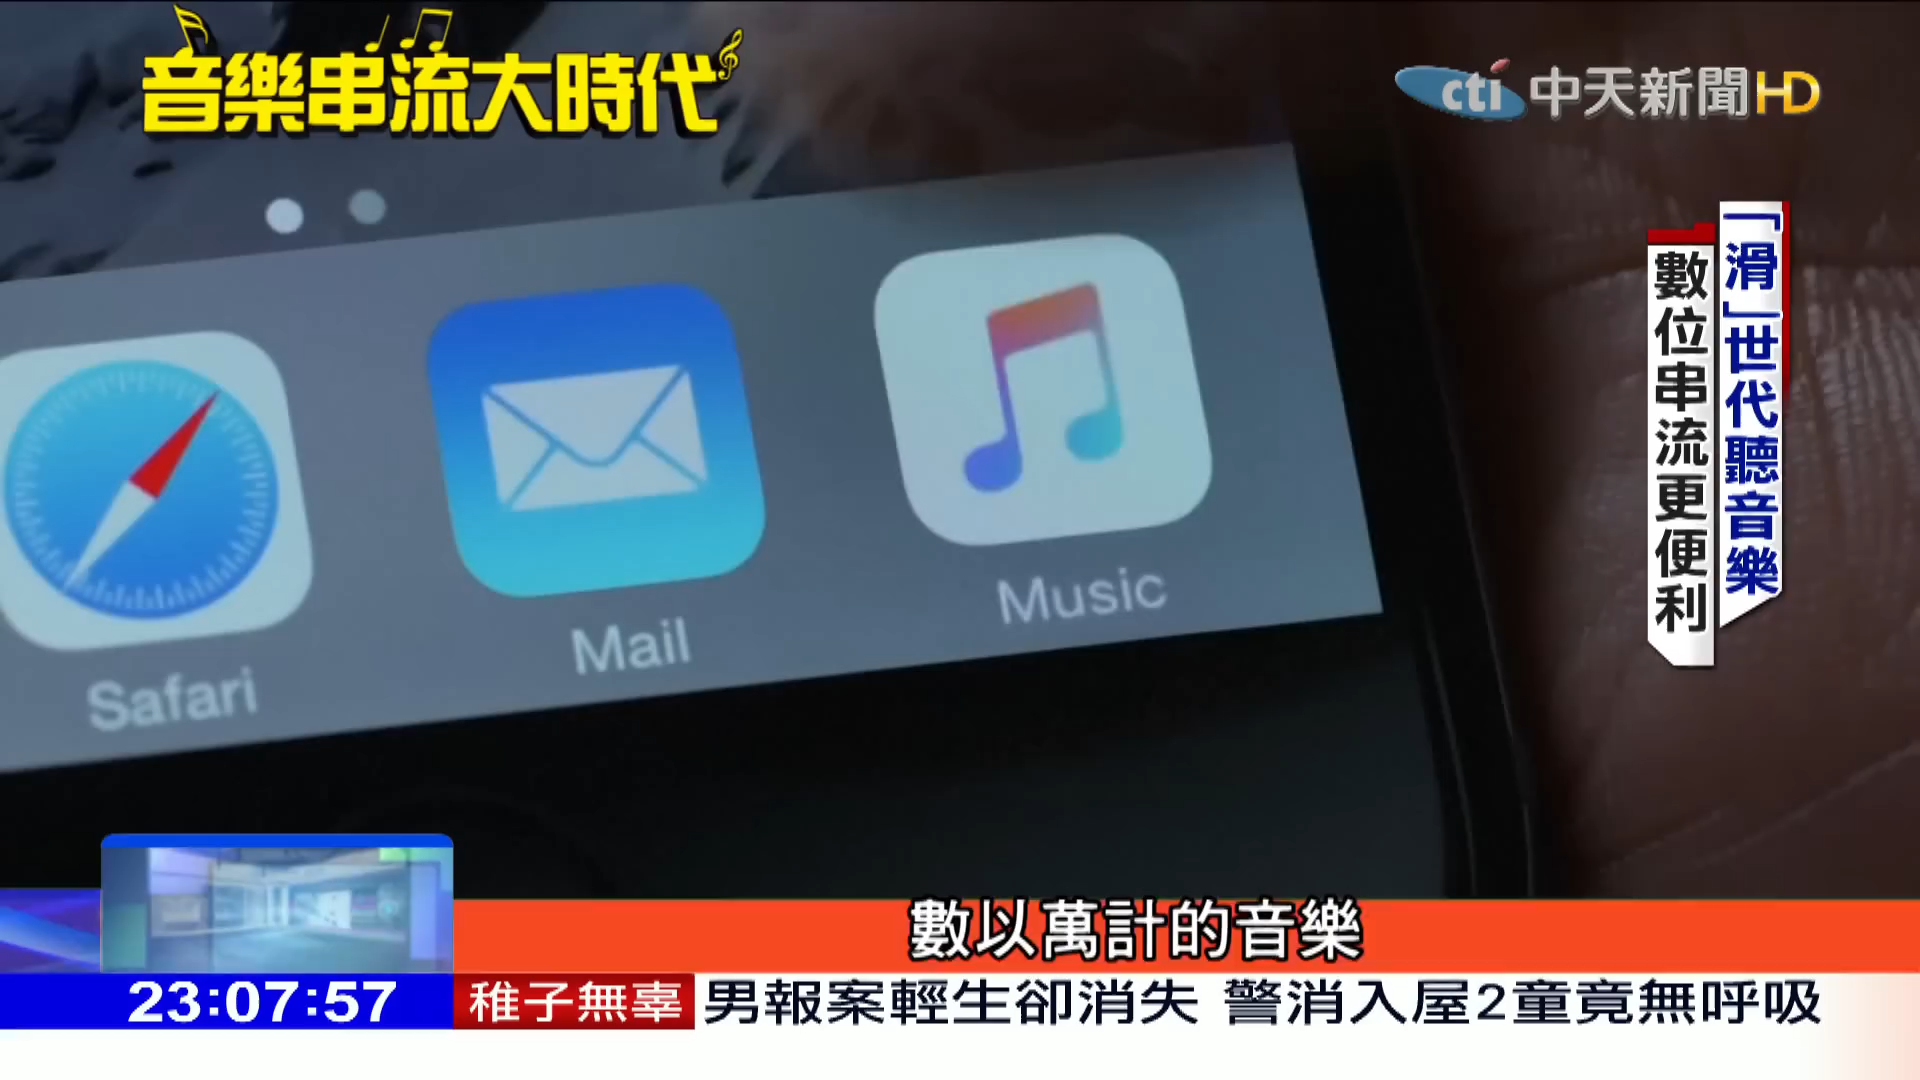 音樂串流大時代
cti 中天新聞HD
「滑」世代聽音樂
數位串流更便利
Safari
Mail
Music
數以萬計的音樂
23:07:57
稚子無辜
男報案輕生卻消失 警消入屋2童竟無呼吸